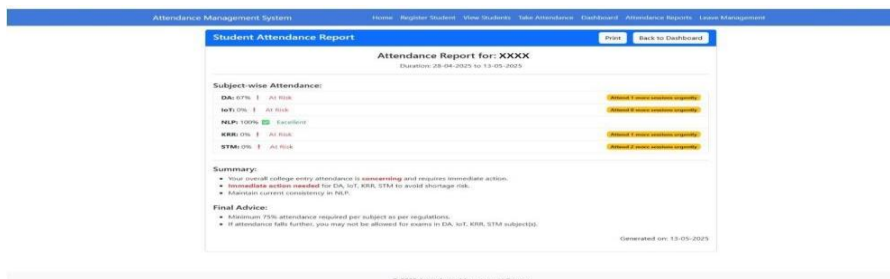 Attendance Management System Home Register Student View Students Take Attendance Dashboard Attendance Reports Leave Management
Student Attendance Report Print Back to Dashboard
Attendance Report for: XXXX
Duration: 28-04-2025 to 13-05-2025
Subject-wise Attendance:
DA: 67% ! At Risk Attend 1 more sessions urgently
IoT: 0% ! At Risk Attend 8 more sessions urgently
NLP: 100% ✅ Excellent
KRR: 0% ! At Risk Attend 1 more sessions urgently
STM: 0% ! At Risk Attend 2 more sessions urgently
Summary:
• Your overall college entry attendance is concerning and requires immediate action.
• Immediate action needed for DA, IoT, KRR, STM to avoid shortage risk.
• Maintain current consistency in NLP.
Final Advice:
• Minimum 75% attendance required per subject as per regulations.
• If attendance falls further, you may not be allowed for exams in DA, IoT, KRR, STM subject(s).
Generated on: 13-05-2025